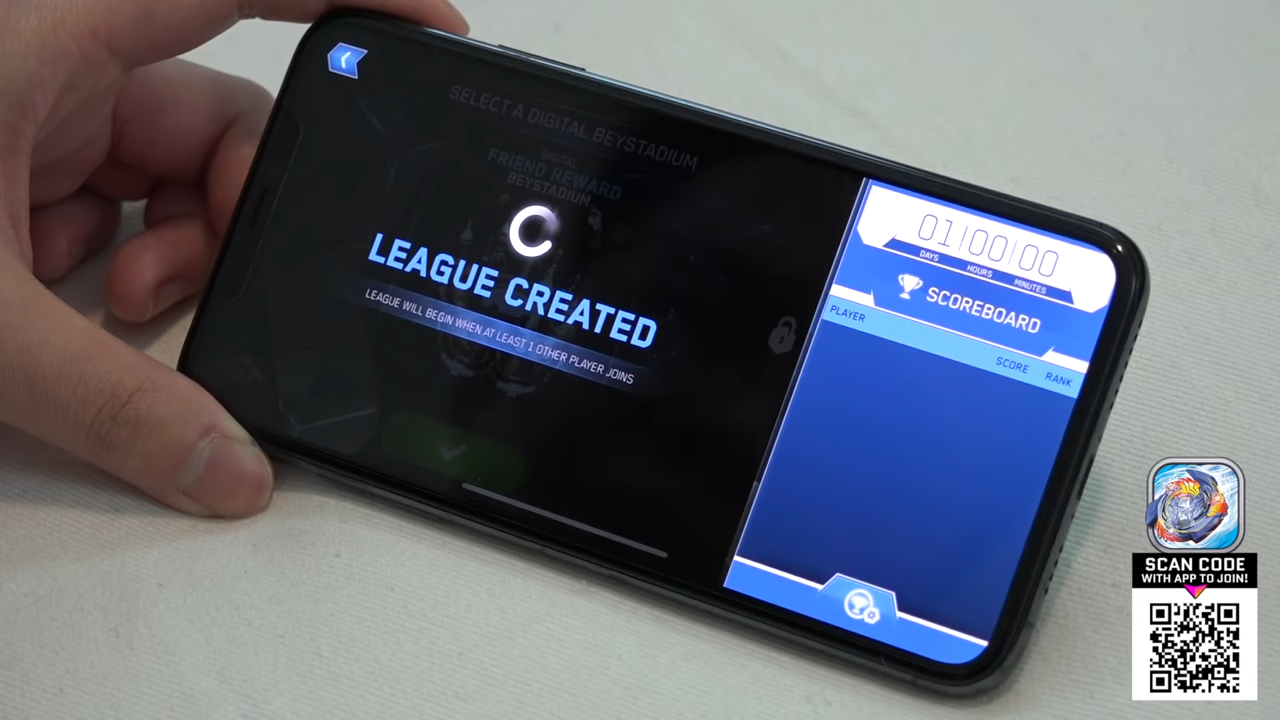 SELECT A DIGITAL BEYSTADIUM
DIGITAL
FRIEND REWARD
BEYSTADIUM
LEAGUE CREATED
LEAGUE WILL BEGIN WHEN AT LEAST 1 OTHER PLAYER JOINS
01|00|00
DAYS HOURS MINUTES
SCOREBOARD
PLAYER SCORE RANK
SCAN CODE
WITH APP TO JOIN!